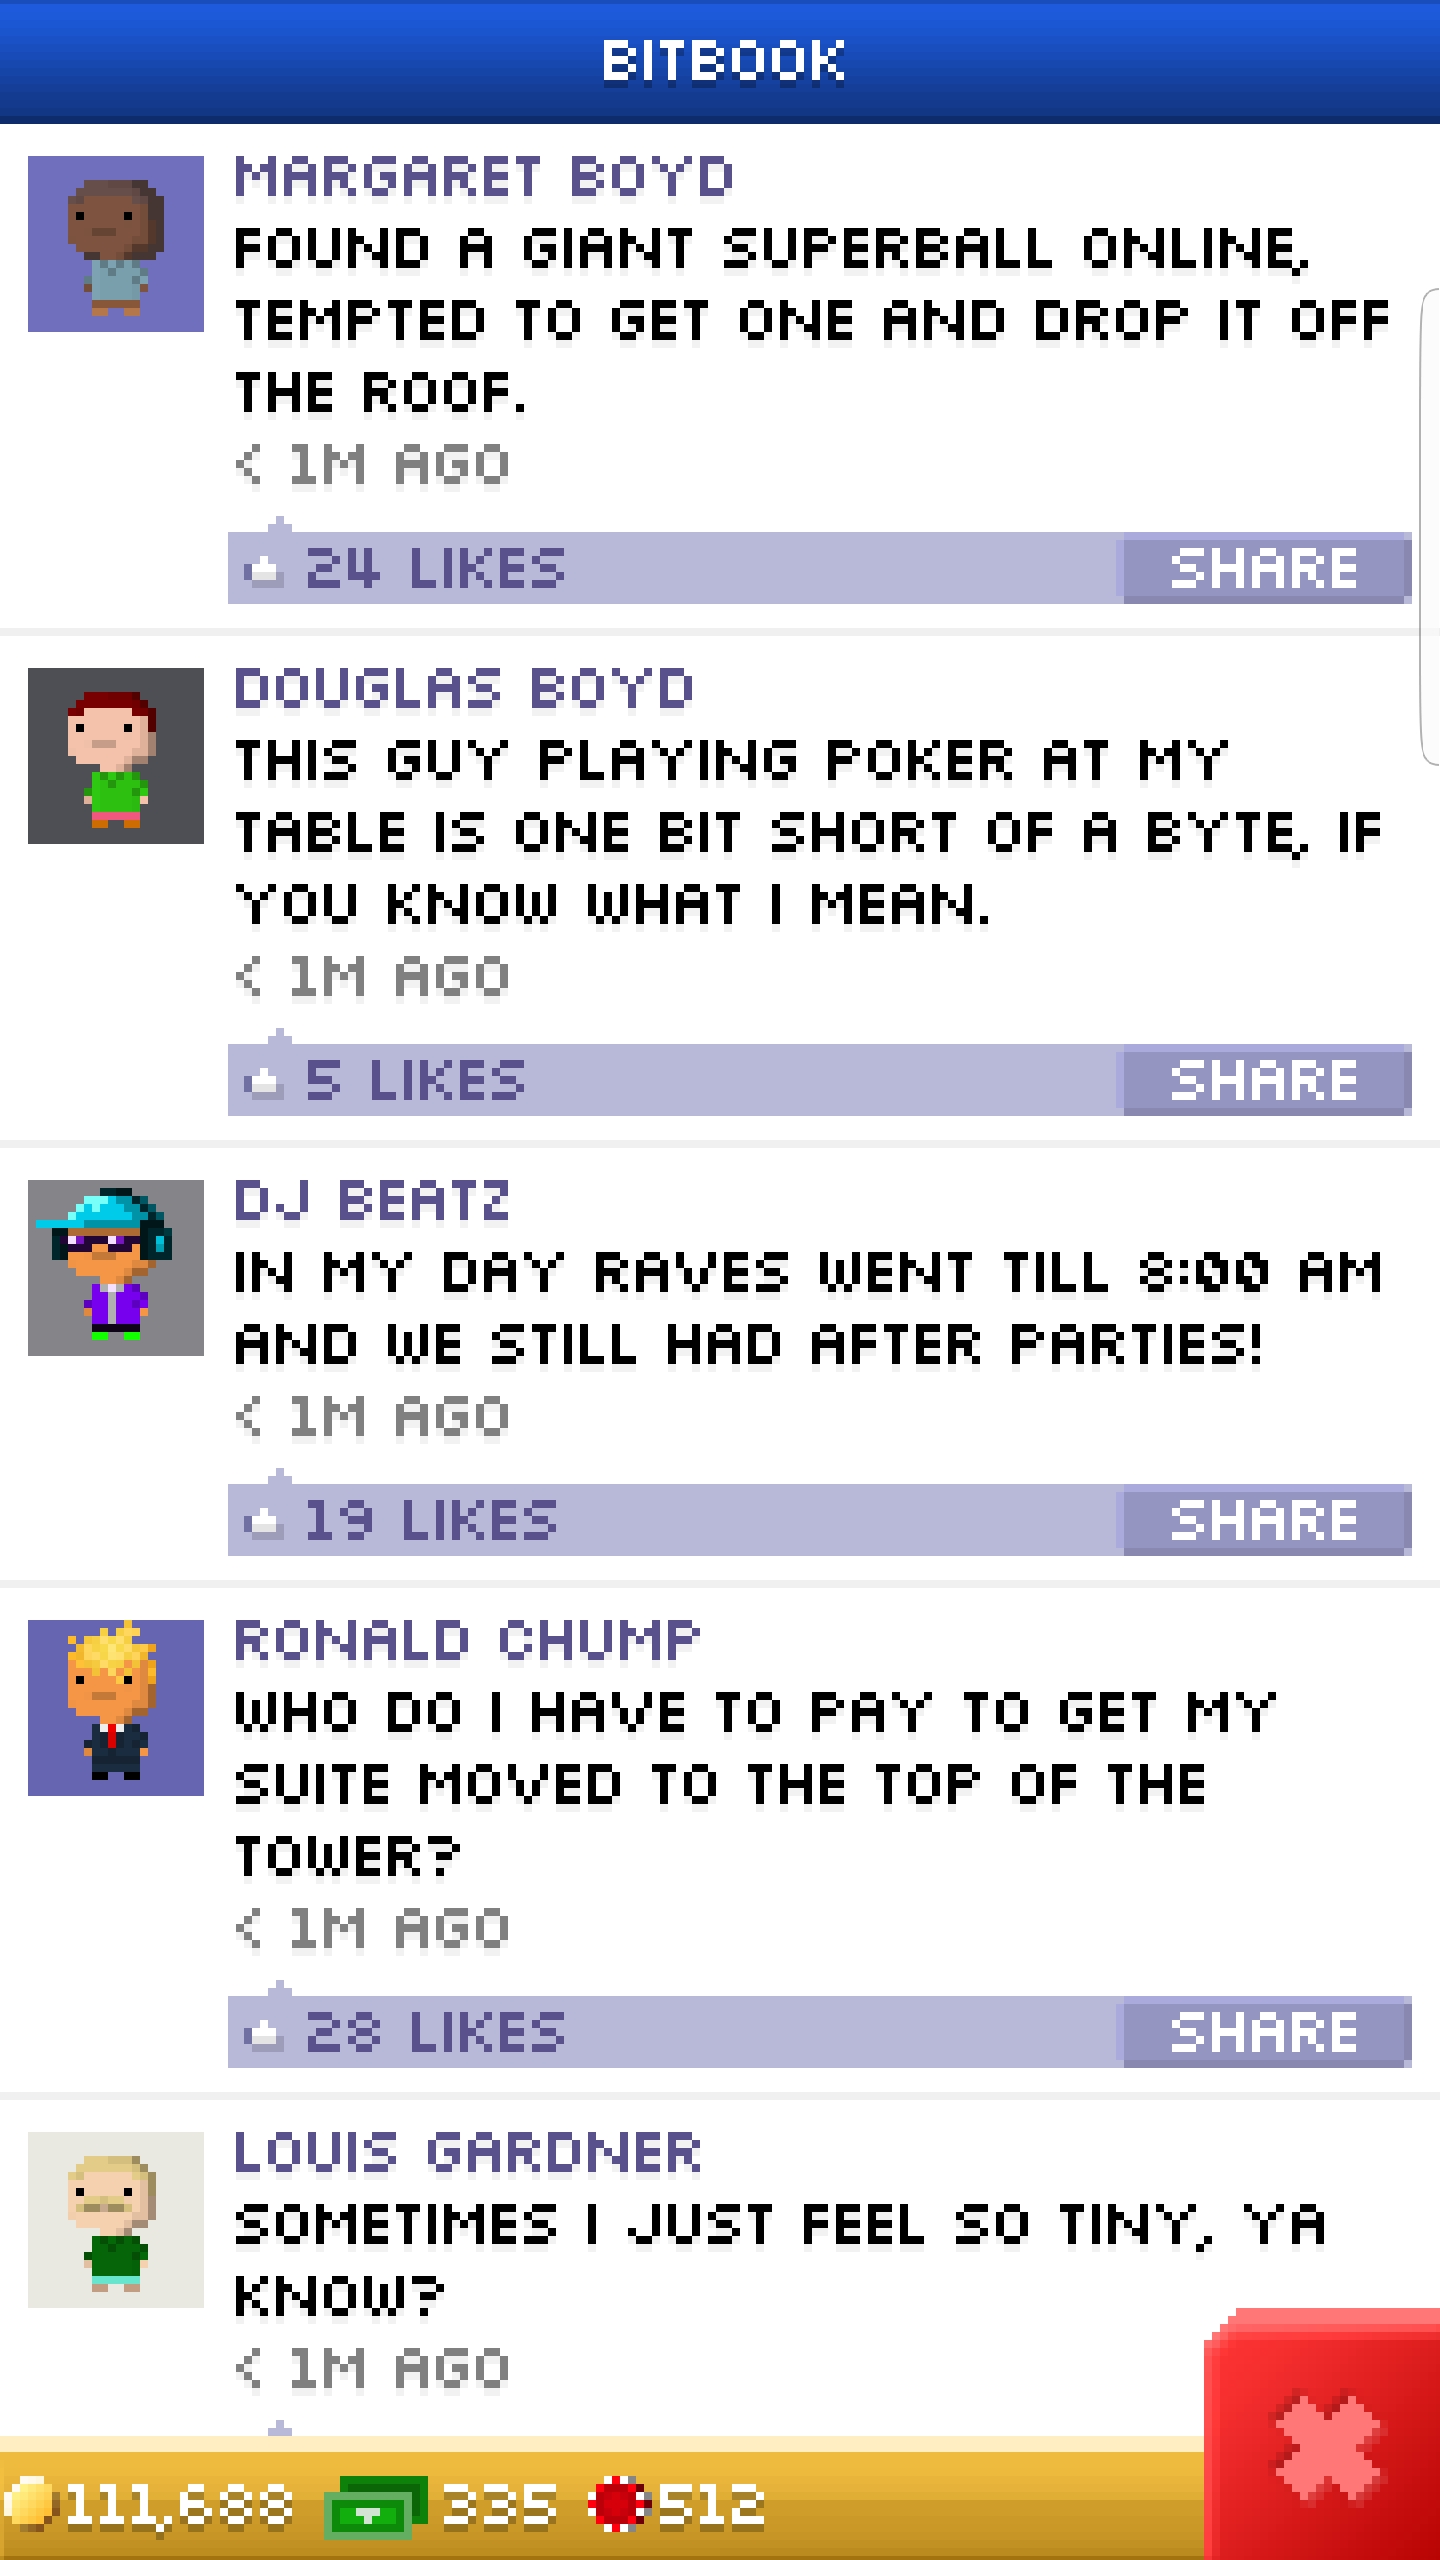 BITBOOK
MARGARET BOYD
FOUND A GIANT SUPERBALL ONLINE,
TEMPTED TO GET ONE AND DROP IT OFF
THE ROOF.
< 1M AGO
24 LIKES SHARE
DOUGLAS BOYD
THIS GUY PLAYING POKER AT MY
TABLE IS ONE BIT SHORT OF A BYTE, IF
YOU KNOW WHAT I MEAN.
< 1M AGO
5 LIKES SHARE
DJ BEATZ
IN MY DAY RAVES WENT TILL 8:00 AM
AND WE STILL HAD AFTER PARTIES!
< 1M AGO
19 LIKES SHARE
RONALD CHUMP
WHO DO I HAVE TO PAY TO GET MY
SUITE MOVED TO THE TOP OF THE
TOWER?
< 1M AGO
28 LIKES SHARE
LOUIS GARDNER
SOMETIMES I JUST FEEL SO TINY, YA
KNOW?
< 1M AGO
111,688 335 512